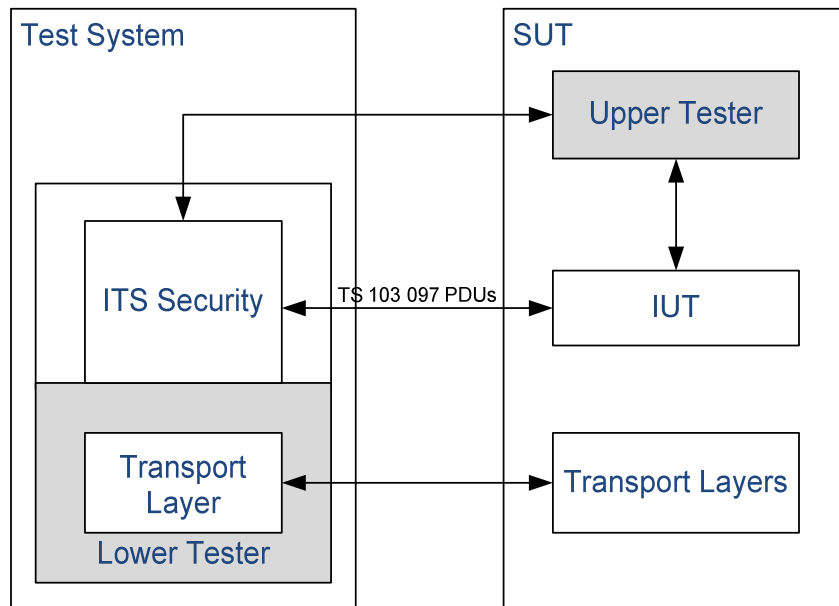 Test System
SUT
Upper Tester
ITS Security
TS 103 097 PDUs
IUT
Transport
Layer
Transport Layers
Lower Tester